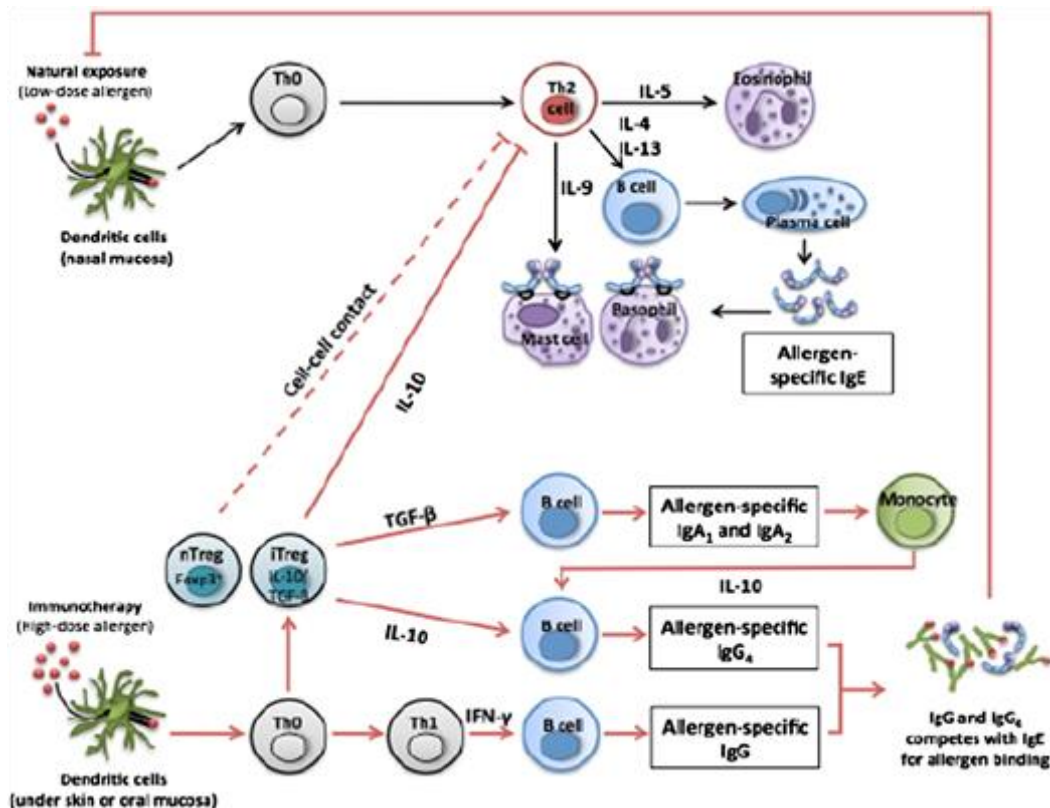 Natural exposure
(Low-dose allergen)
Dendritic cells
(nasal mucosa)
Th0
Th2
cell
IL-5
Eosinophil
IL-4
IL-13
IL-9
B cell
Plasma cell
Mast cell
Basophil
Allergen-
specific IgE
Cell-cell contact
IL-10
nTreg
Foxp3+
iTreg
IL-10/
TGF-β
TGF-β
B cell
Allergen-specific
IgA1 and IgA2
Monocyte
IL-10
IL-10
B cell
Allergen-specific
IgG4
Immunotherapy
(High-dose allergen)
Dendritic cells
(under skin or oral mucosa)
Th0
Th1
IFN-γ
B cell
Allergen-specific
IgG
IgG and IgG4
competes with IgE
for allergen binding